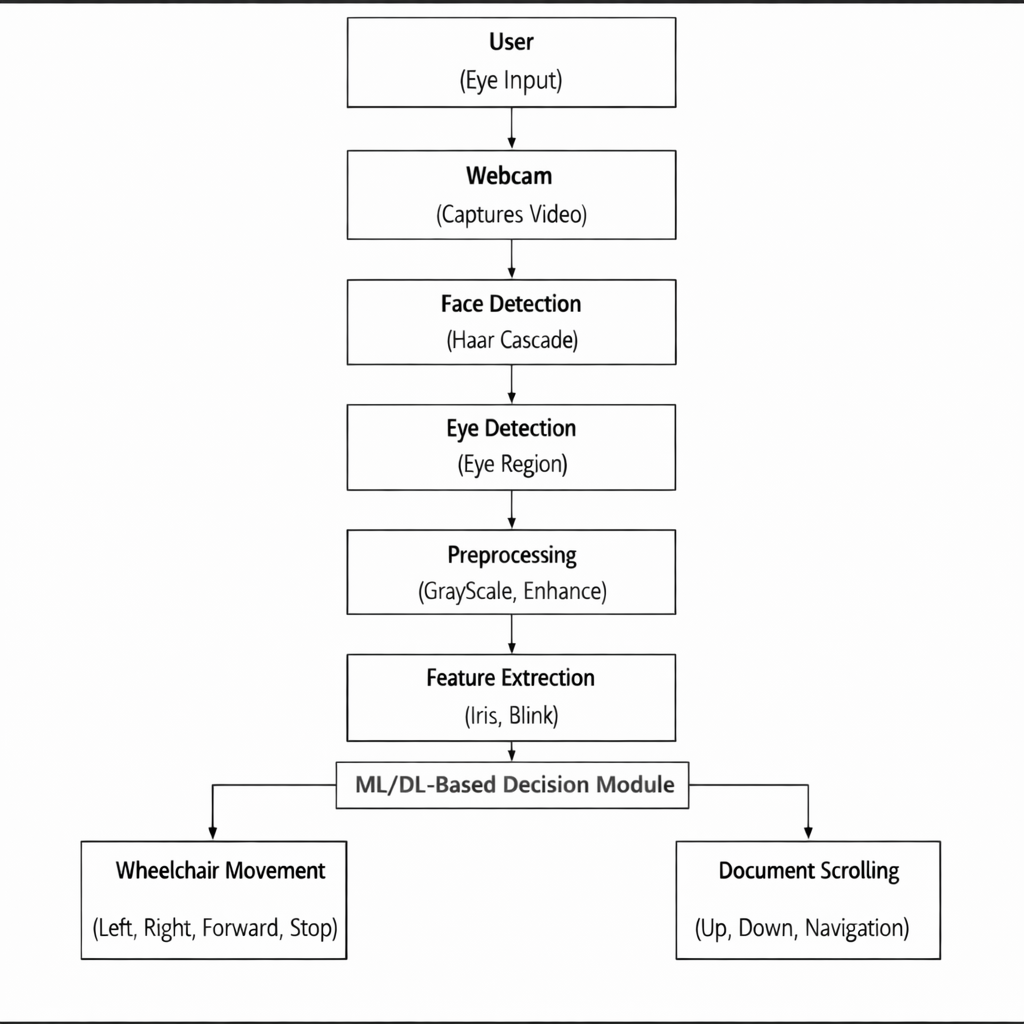 User
(Eye Input)
Webcam
(Captures Video)
Face Detection
(Haar Cascade)
Eye Detection
(Eye Region)
Preprocessing
(GrayScale, Enhance)
Feature Extrection
(Iris, Blink)
ML/DL-Based Decision Module
Wheelchair Movement
(Left, Right, Forward, Stop)
Document Scrolling
(Up, Down, Navigation)